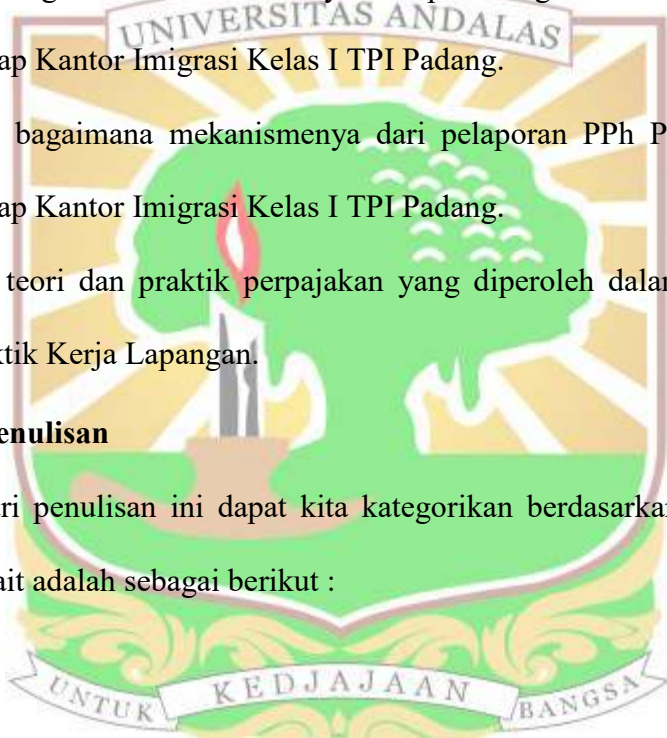 UNIVERSITAS ANDALAS
ap Kantor Imigrasi Kelas I TPI Padang.
bagaimana mekanismenya dari pelaporan PPh P
ap Kantor Imigrasi Kelas I TPI Padang.
teori dan praktik perpajakan yang diperoleh dalam
ktik Kerja Lapangan.
enulisan
ri penulisan ini dapat kita kategorikan berdasarkan
ait adalah sebagai berikut :
UNTUK KEDJAJAAN BANGSA